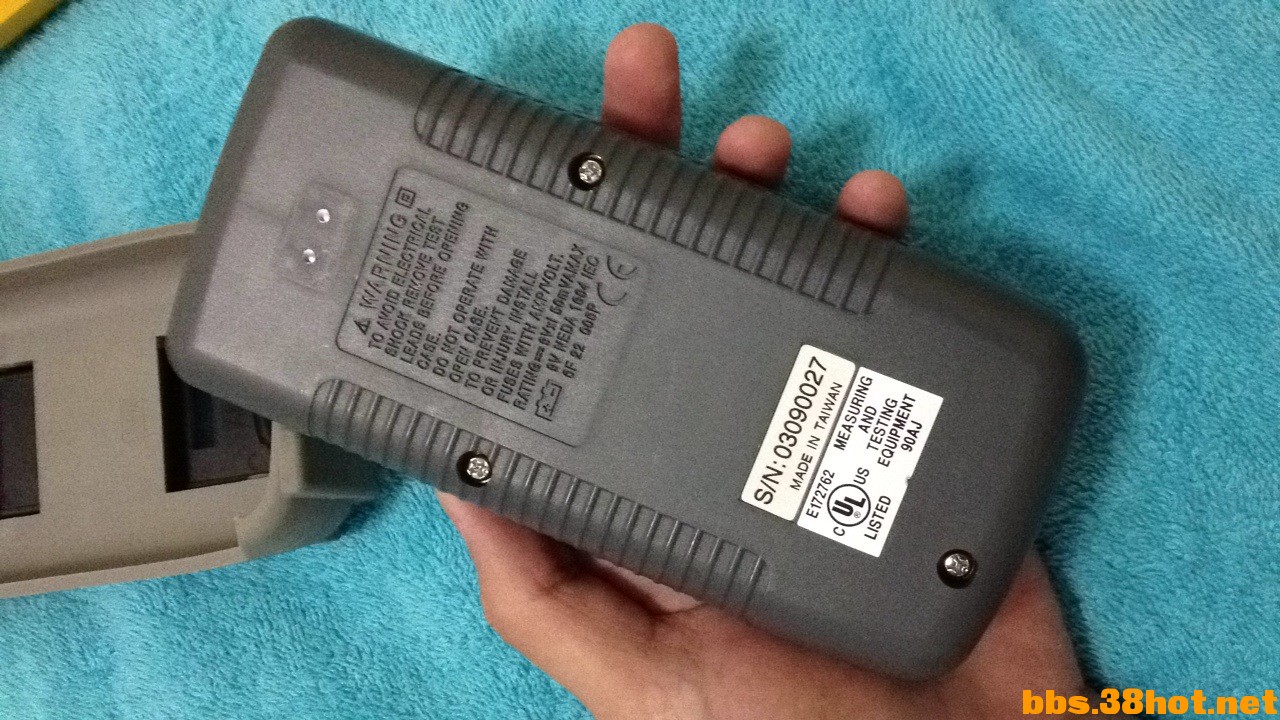 ⚠ WARNING
TO AVOID ELECTRICAL
SHOCK REMOVE TEST
LEADS BEFORE OPENING
CASE.
DO NOT OPERATE WITH
OPEN CASE.
TO PREVENT DAMAGE
OR INJURY INSTALL
FUSES WITH AMP/VOLT.
9V NEDA 1604 IEC
6F 22 006P
CE
S/N: 03090027
MADE IN TAIWAN
E172762
C UL US
®
LISTED
MEASURING
AND
TESTING
EQUIPMENT
90AJ
bbs.38hot.net